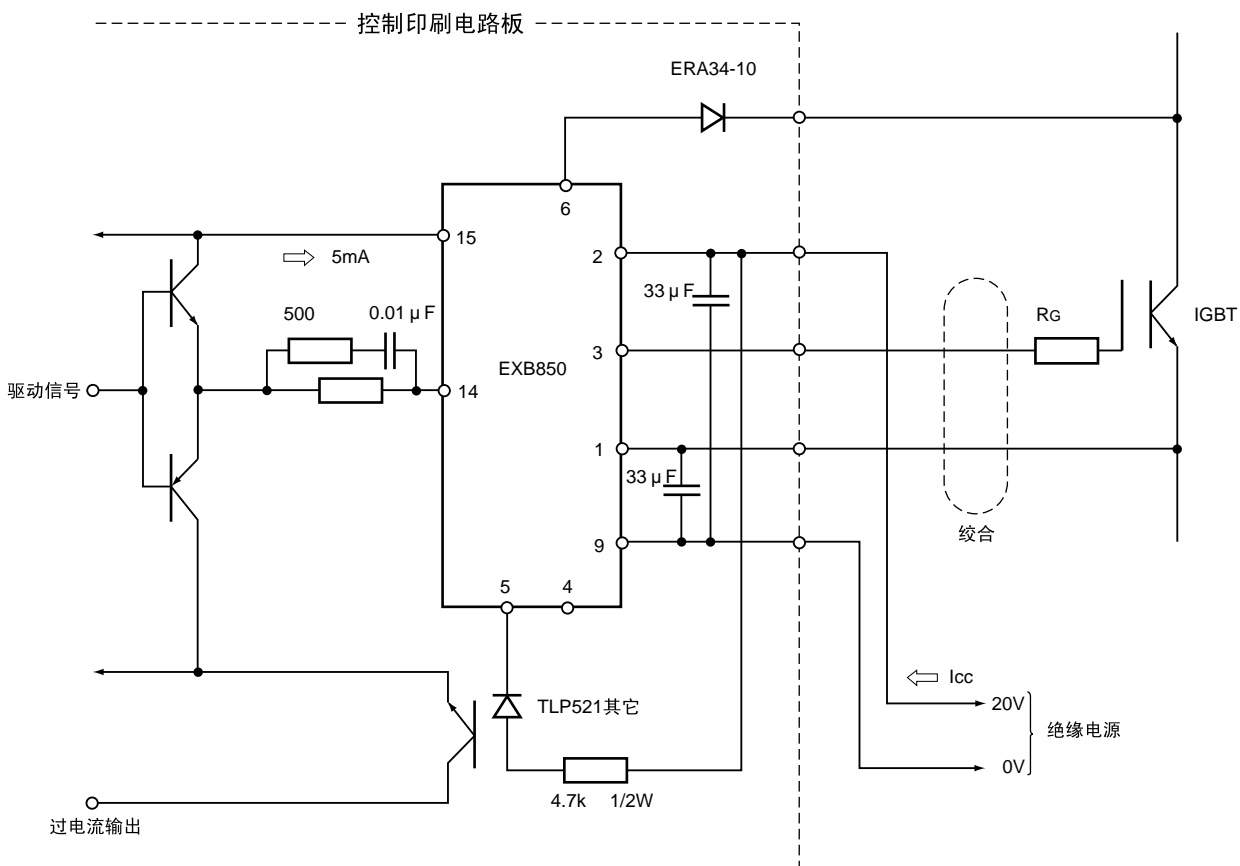 控制印刷电路板
ERA34-10
6
15
5mA
2
33 μF
500
0.01 μF
RG
IGBT
3
EXB850
驱动信号
14
1
33 μF
绞合
9
5
4
Icc
TLP521其它
20V
绝缘电源
0V
4.7k 1/2W
过电流输出